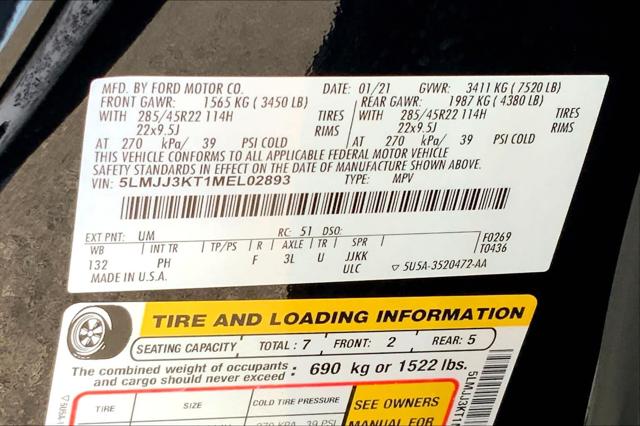 MFD. BY FORD MOTOR CO. DATE: 01/21 GVWR: 3411 KG ( 7520 LB)
FRONT GAWR: 1565 KG ( 3450 LB) REAR GAWR: 1987 KG ( 4380 LB)
WITH 285/45R22 114H TIRES WITH 285/45R22 114H TIRES
22x9.5J RIMS 22x9.5J RIMS
AT 270 kPa/ 39 PSI COLD AT 270 kPa/ 39 PSI COLD
THIS VEHICLE CONFORMS TO ALL APPLICABLE FEDERAL MOTOR VEHICLE
SAFETY STANDARDS IN EFFECT ON THE DATE OF MANUFACTURE SHOWN ABOVE.
VIN: 5LMJJ3KT1MEL02893 TYPE: MPV
EXT PNT: UM RC: 51 DSO: F0269
WB INT TR TP/PS R AXLE TR SPR T0436
132 PH F 3L U JJKK
ULC ▽ 5U5A-3520472-AA
MADE IN U.S.A.
TIRE AND LOADING INFORMATION
SEATING CAPACITY TOTAL : 7 FRONT: 2 REAR: 5
The combined weight of occupants
and cargo should never exceed : 690 kg or 1522 lbs.
TIRE SIZE COLD TIRE PRESSURE SEE OWNERS
MANUAL FOR
270 KPA, 39 PSI
5LMJJ3KT1
▽5U5A-1